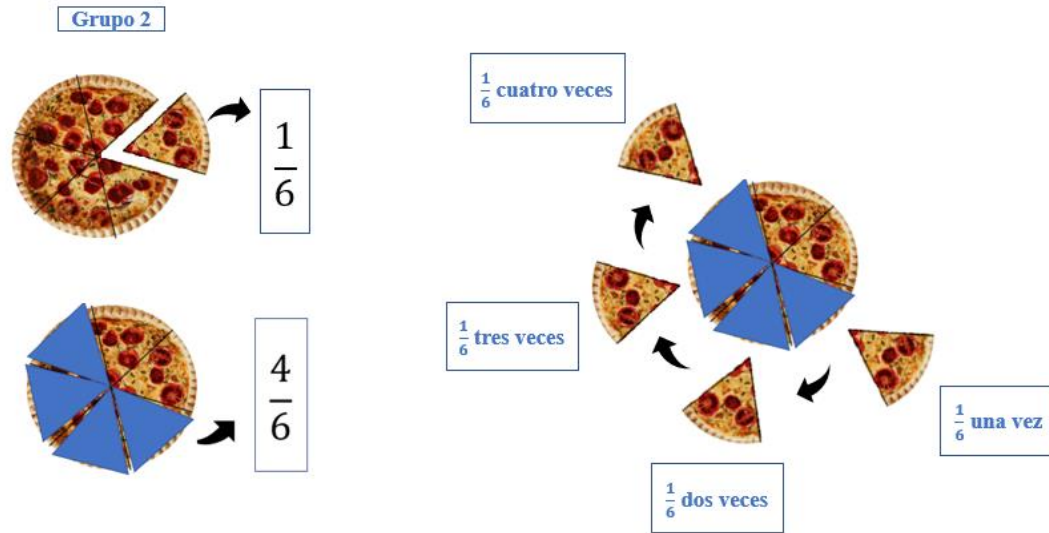 Grupo 2
1/6
4/6
1/6 cuatro veces
1/6 tres veces
1/6 dos veces
1/6 una vez